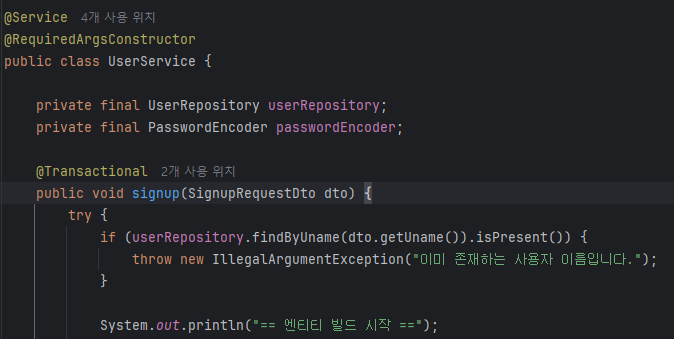 @Service 4개 사용 위치
@RequiredArgsConstructor
public class UserService {
private final UserRepository userRepository;
private final PasswordEncoder passwordEncoder;
@Transactional 2개 사용 위치
public void signup(SignupRequestDto dto) {
try {
if (userRepository.findByUname(dto.getUname()).isPresent()) {
throw new IllegalArgumentException("이미 존재하는 사용자 이름입니다.");
}
System.out.println("== 엔티티 빌드 시작 ==");